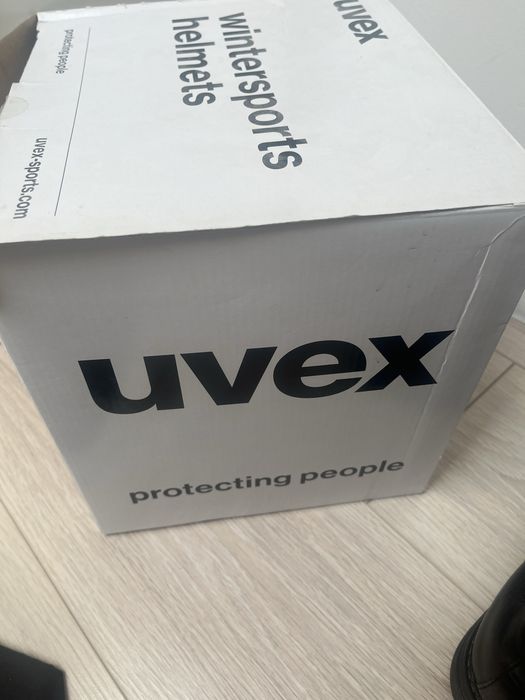 uvex
wintersports
helmets
protecting people
uvex-sports.com
uvex
protecting people